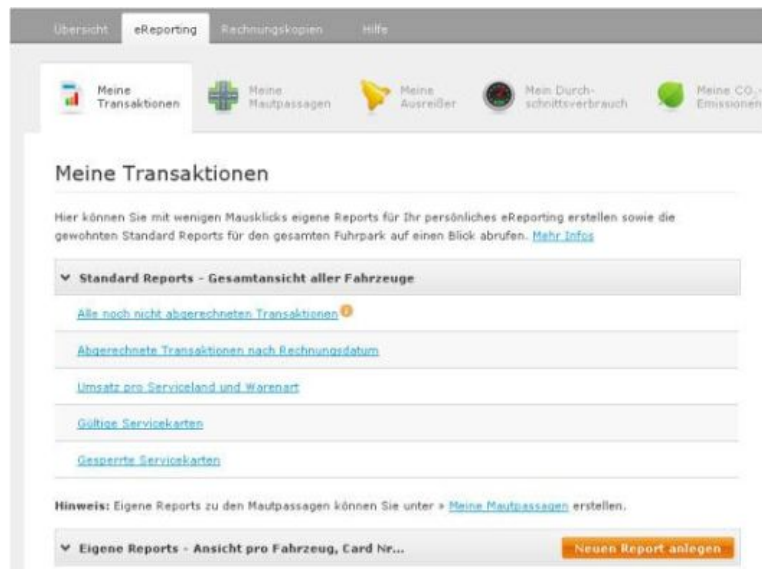 Übersicht eReporting Rechnungskopien Hilfe
Meine Transaktionen
Meine Mautpassagen
Meine Ausreißer
Mein Durch-
schnittsverbrauch
Meine CO₂-
Emissionen
Meine Transaktionen
Hier können Sie mit wenigen Mausklicks eigene Reports für Ihr persönliches eReporting erstellen sowie die
gewohnten Standard Reports für den gesamten Fuhrpark auf einen Blick abrufen. Mehr Infos
Standard Reports - Gesamtansicht aller Fahrzeuge
Alle noch nicht abgerechneten Transaktionen
Abgerechnete Transaktionen nach Rechnungsdatum
Umsatz pro Serviceland und Warenart
Gültige Servicekarten
Gesperrte Servicekarten
Hinweis: Eigene Reports zu den Mautpassagen können Sie unter » Meine Mautpassagen erstellen.
Eigene Reports - Ansicht pro Fahrzeug, Card Nr... Neuen Report anlegen